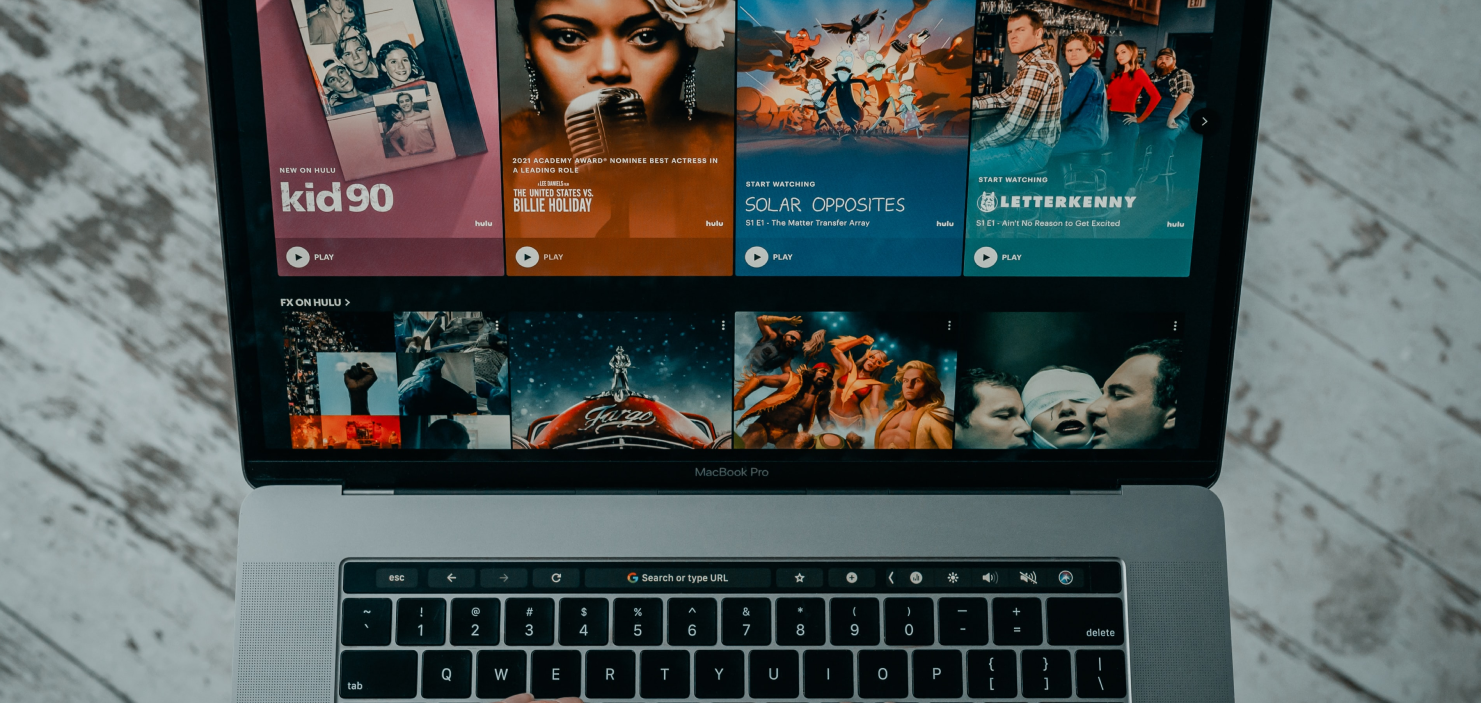 NEW ON HULU
kid 90
hulu
PLAY
2021 ACADEMY AWARD® NOMINEE BEST ACTRESS IN
A LEADING ROLE
A LEE DANIELS FILM
THE UNITED STATES VS.
BILLIE HOLIDAY
hulu
PLAY
START WATCHING
SOLAR OPPOSITES
S1 E1 - The Matter Transfer Array
hulu
PLAY
START WATCHING
LETTERKENNY
S1 E1 - Ain't No Reason to Get Excited
hulu
PLAY
FX ON HULU >
Fargo
MacBook Pro
esc ← → G Search or type URL
~ ! @ # $ % ^ & * ( ) — +
` 1 2 3 4 5 6 7 8 9 0 - = delete
tab Q W E R T Y U I O P { [ } ] | \